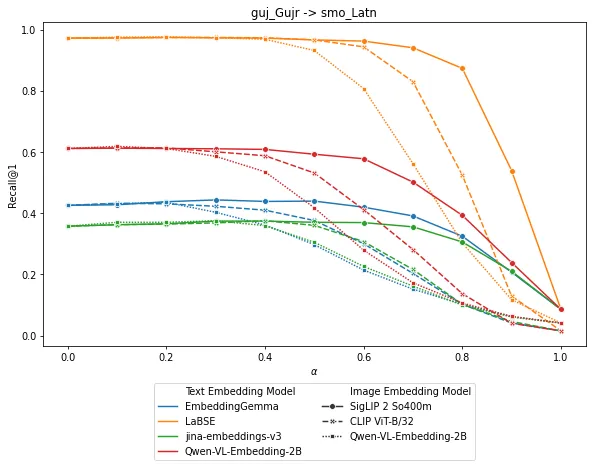 guj_Gujr -> smo_Latn
1.0
0.8
0.6
0.4
0.2
0.0
Recall@1
0.0 0.2 0.4 0.6 0.8 1.0
α
Text Embedding Model Image Embedding Model
EmbeddingGemma SigLIP 2 So400m
LaBSE CLIP ViT-B/32
jina-embeddings-v3 Qwen-VL-Embedding-2B
Qwen-VL-Embedding-2B